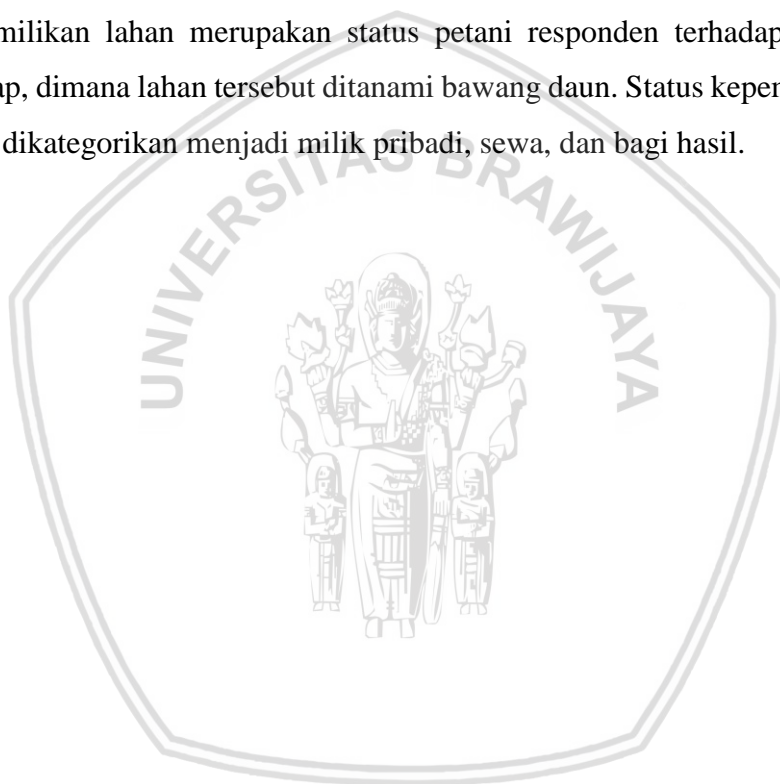 milikan lahan merupakan status petani responden terhadap
ap, dimana lahan tersebut ditanami bawang daun. Status kepem
dikategorikan menjadi milik pribadi, sewa, dan bagi hasil.
UNIVERSITAS BRAWIJAYA